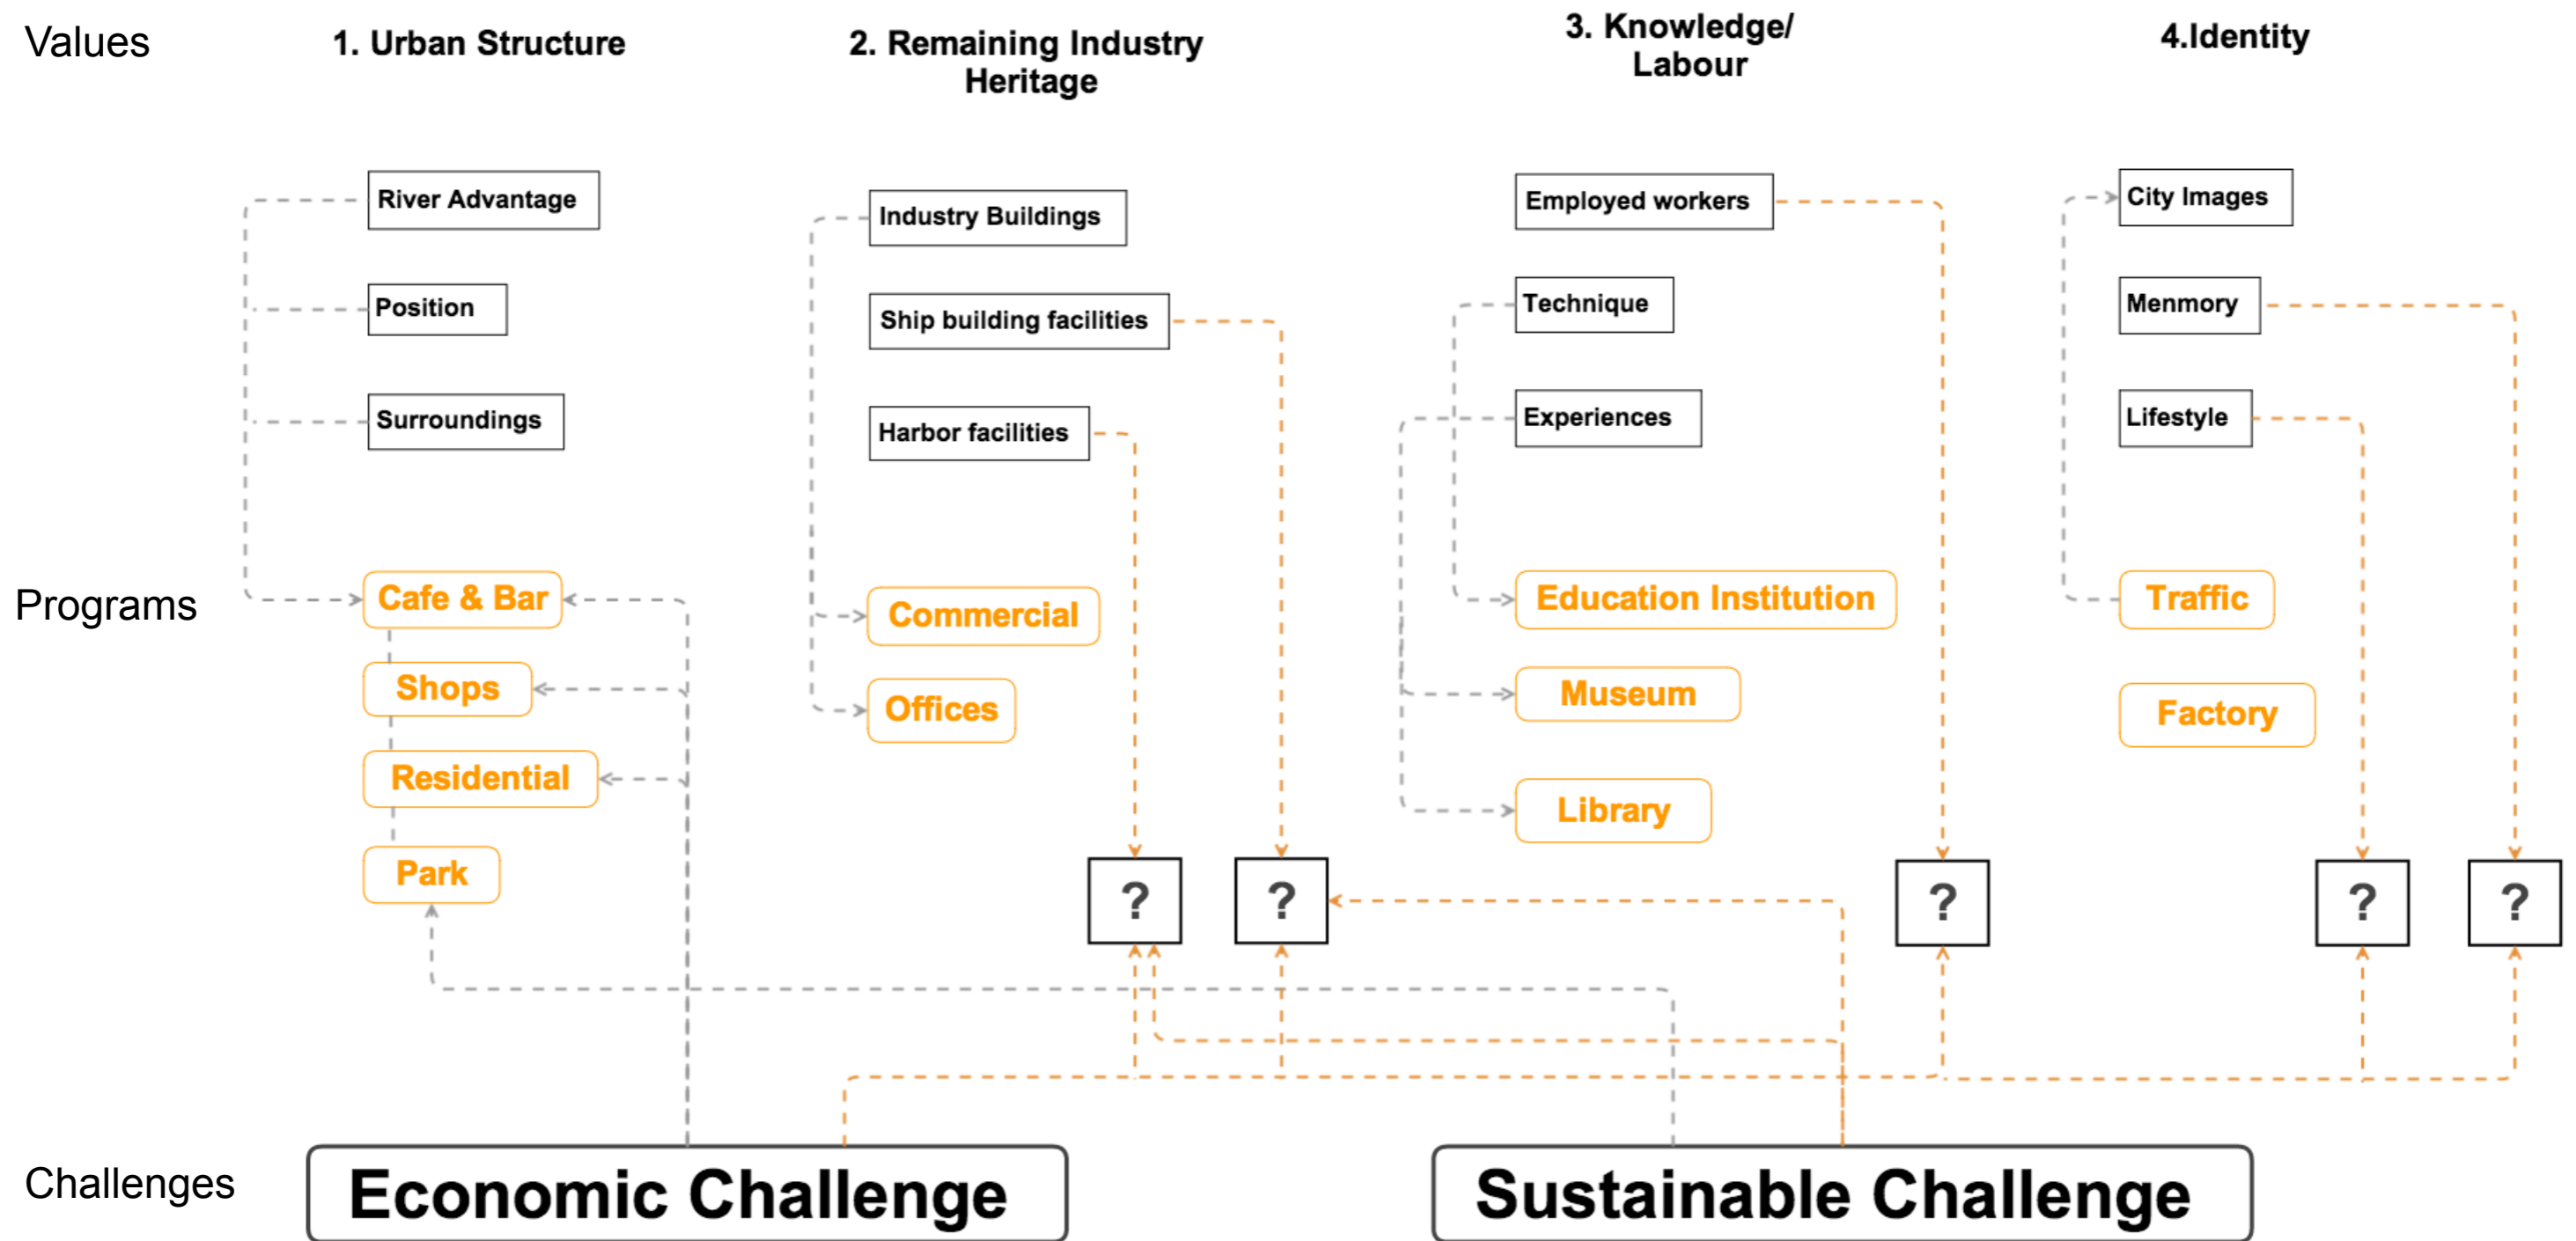 Values
1. Urban Structure
2. Remaining Industry
Heritage
3. Knowledge/
Labour
4.Identity
River Advantage
Position
Surroundings
Industry Buildings
Ship building facilities
Harbor facilities
Employed workers
Technique
Experiences
City Images
Menmory
Lifestyle
Programs
Cafe & Bar
Shops
Residential
Park
Commercial
Offices
Education Institution
Museum
Library
Traffic
Factory
?
?
?
?
?
Challenges
Economic Challenge
Sustainable Challenge